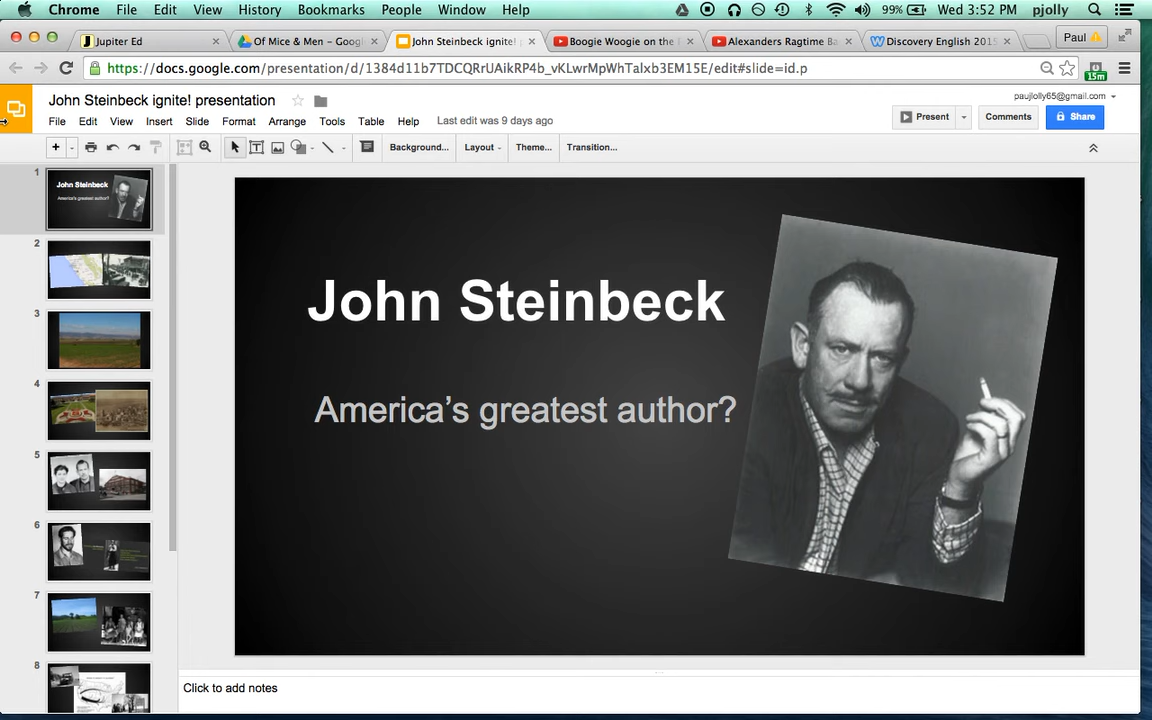 Chrome File Edit View History Bookmarks People Window Help 99% Wed 3:52 PM pjolly
Jupiter Ed × Of Mice & Men - Googl × John Steinbeck ignite! p × Boogie Woogie on the × Alexanders Ragtime Ba × Discovery English 201 × Paul
https://docs.google.com/presentation/d/1384d11b7TDCQRrUAikRP4b_vKLwrMpWhTalxb3EM15E/edit#slide=id.p 15m
John Steinbeck ignite! presentation paujlolly65@gmail.com
File Edit View Insert Slide Format Arrange Tools Table Help Last edit was 9 days ago Present Comments Share
Background... Layout Theme... Transition...
1
John Steinbeck
America's greatest author?
2
3
4
5
6
7
8
John Steinbeck
America's greatest author?
Click to add notes